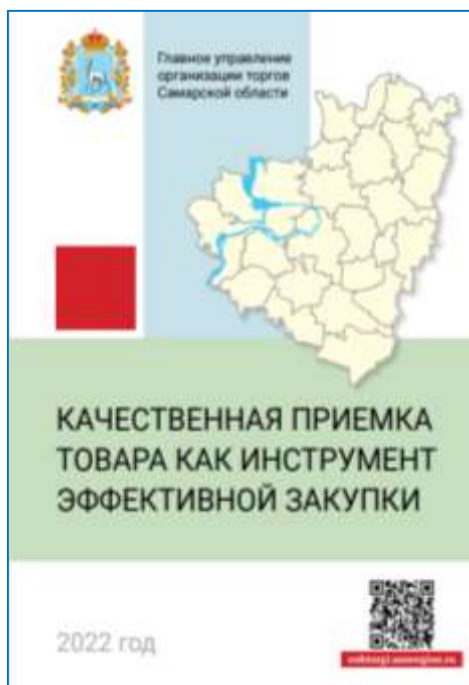 Главное управление
организации торгов
Самарской области
КАЧЕСТВЕННАЯ ПРИЕМКА
ТОВАРА КАК ИНСТРУМЕНТ
ЭФФЕКТИВНОЙ ЗАКУПКИ
2022 год